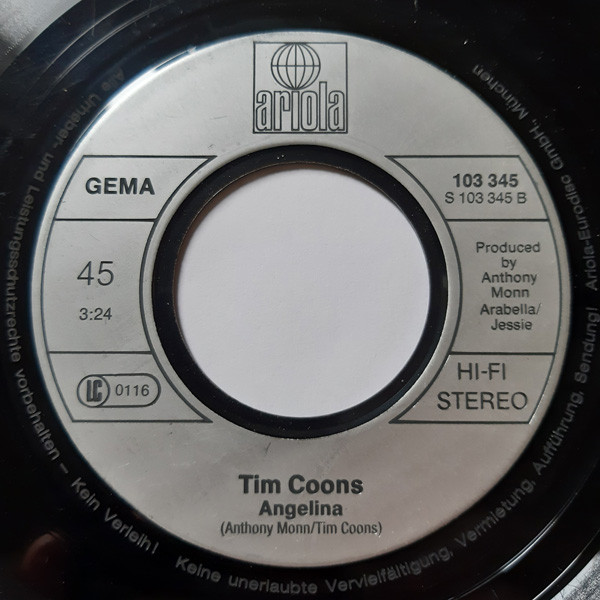 ariola
GEMA
103 345
S 103 345 B
45
3:24
Produced
by
Anthony
Monn
Arabella/
Jessie
LC 0116
HI-FI
STEREO
Tim Coons
Angelina
(Anthony Monn/Tim Coons)
Alle Urheber- und Leistungsschutzrechte vorbehalten – Kein Verleih! Keine unerlaubte Vervielfältigung, Vermietung, Aufführung, Sendung! Ariola-Eurodisc GmbH, München